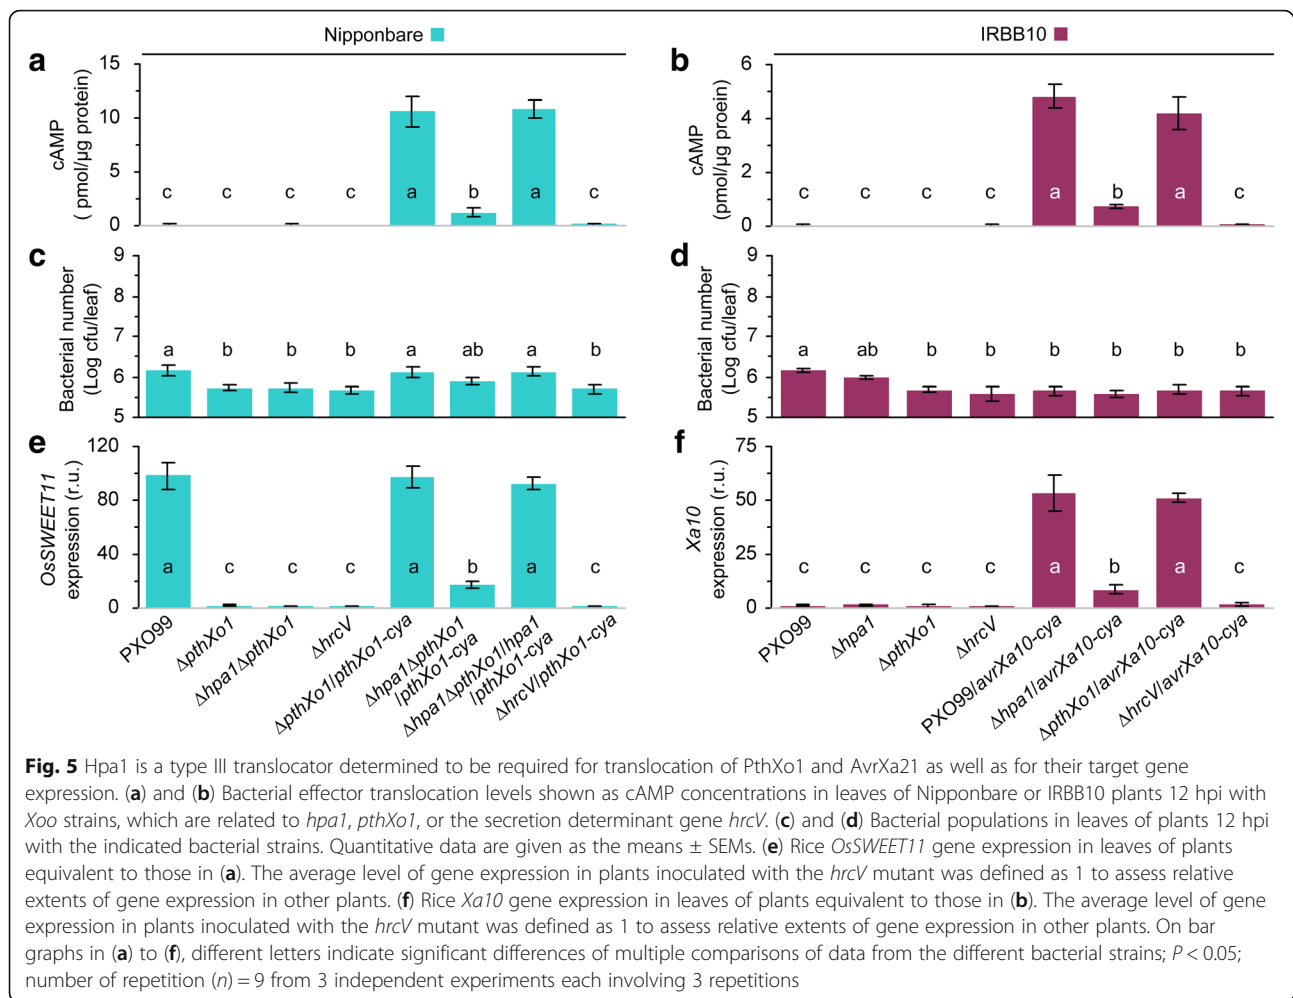 Nipponbare
IRBB10
a
15
10
5
0
cAMP
( pmol/µg protein)
c c c c a b a c
b
6
4
2
0
cAMP
(pmol/µg proein)
c c c c a b a c
c
9
8
7
6
5
Bacterial number
(Log cfu/leaf)
a b b b a ab a b
d
9
8
7
6
5
Bacterial number
(Log cfu/leaf)
a ab b b b b b b
e
120
80
40
0
OsSWEET11
expression (r.u.)
a c c c a b a c
f
75
50
25
0
Xa10
expression (r.u.)
c c c c a b a c
PXO99
ΔpthXo1
Δhpa1ΔpthXo1
ΔhrcV
ΔpthXo1/pthXo1-cya
Δhpa1ΔpthXo1
/pthXo1-cya
Δhpa1ΔpthXo1/hpa1
/pthXo1-cya
ΔhrcV/pthXo1-cya
PXO99
Δhpa1
ΔpthXo1
ΔhrcV
PXO99/avrXa10-cya
Δhpa1/avrXa10-cya
ΔpthXo1/avrXa10-cya
ΔhrcV/avrXa10-cya
Fig. 5 Hpa1 is a type III translocator determined to be required for translocation of PthXo1 and AvrXa21 as well as for their target gene
expression. (a) and (b) Bacterial effector translocation levels shown as cAMP concentrations in leaves of Nipponbare or IRBB10 plants 12 hpi with
Xoo strains, which are related to hpa1, pthXo1, or the secretion determinant gene hrcV. (c) and (d) Bacterial populations in leaves of plants 12 hpi
with the indicated bacterial strains. Quantitative data are given as the means ± SEMs. (e) Rice OsSWEET11 gene expression in leaves of plants
equivalent to those in (a). The average level of gene expression in plants inoculated with the hrcV mutant was defined as 1 to assess relative
extents of gene expression in other plants. (f) Rice Xa10 gene expression in leaves of plants equivalent to those in (b). The average level of gene
expression in plants inoculated with the hrcV mutant was defined as 1 to assess relative extents of gene expression in other plants. On bar
graphs in (a) to (f), different letters indicate significant differences of multiple comparisons of data from the different bacterial strains; P < 0.05;
number of repetition (n) = 9 from 3 independent experiments each involving 3 repetitions